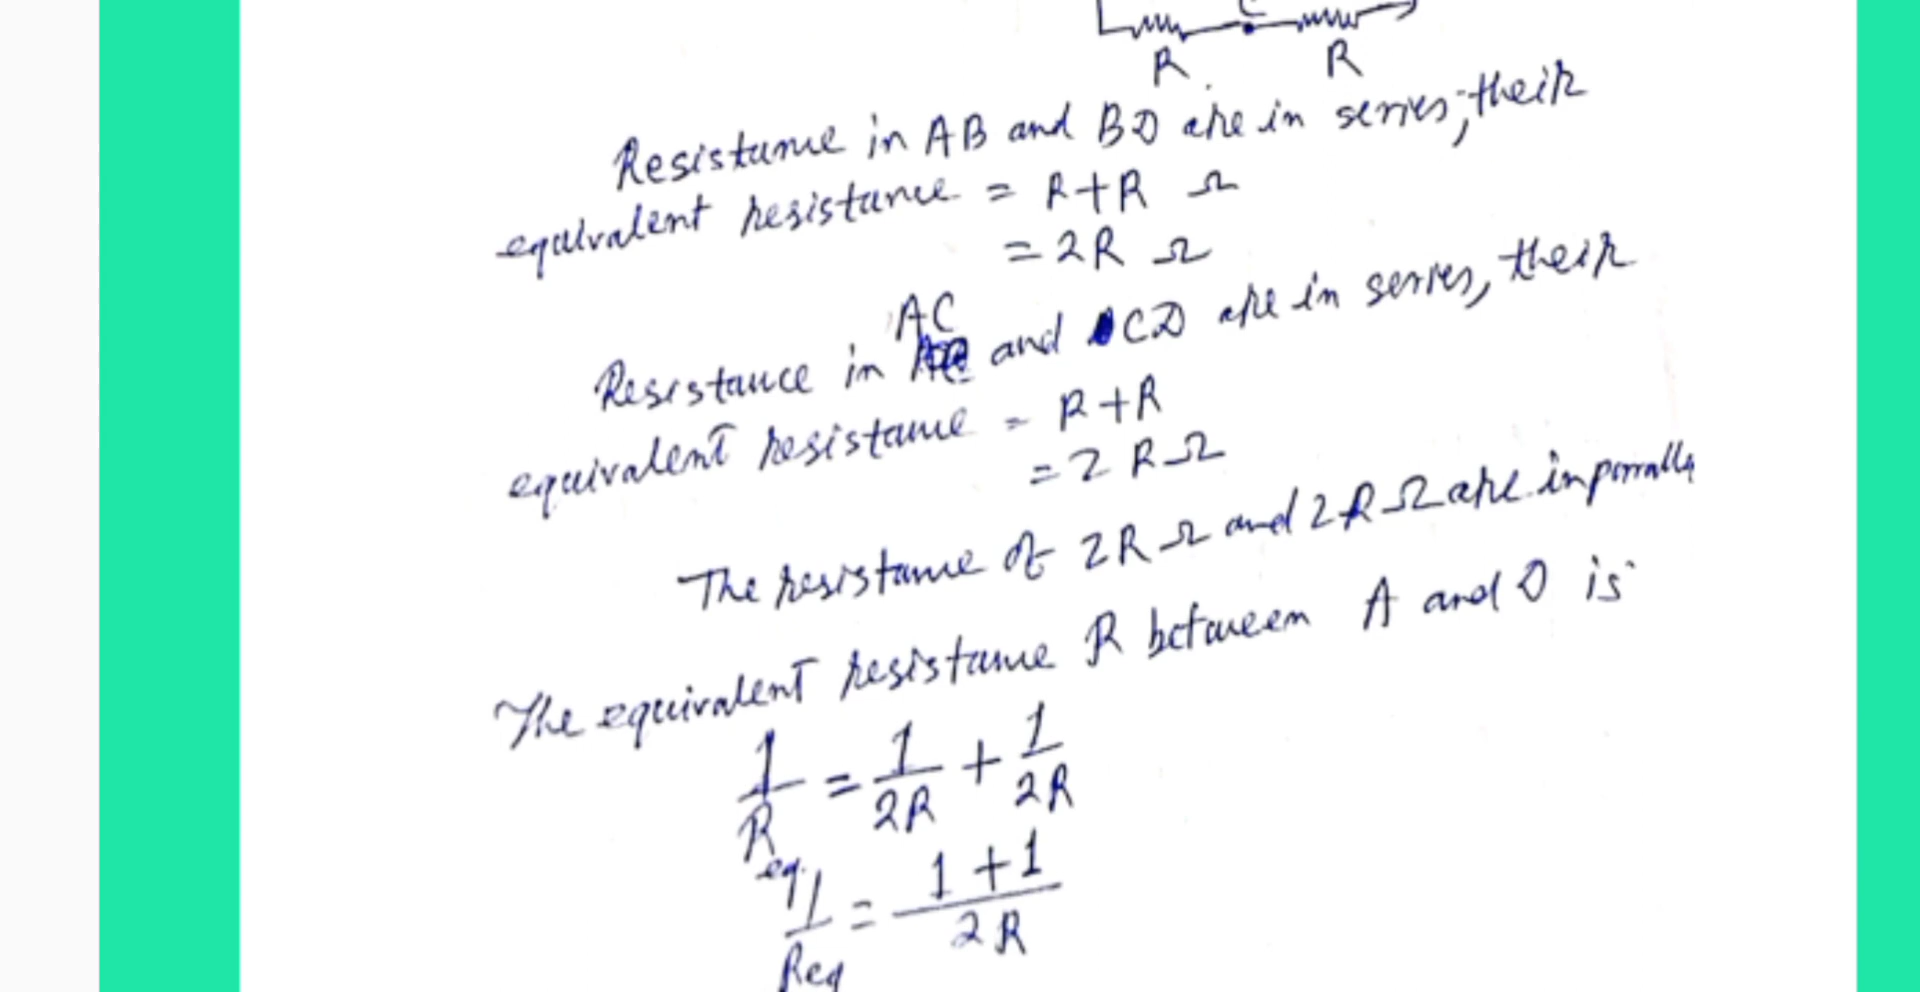 R R
Resistance in AB and BD are in series, their
equivalent resistance = R+R Ω
= 2R Ω
AC
Resistance in and CD are in series, their
equivalent resistance = R+R
= 2 R Ω
The resistance of 2R Ω and 2R Ω are in
The equivalent resistance R between A and D is
1/R eq. = 1/2R + 1/2R
1/Req = 1+1/2R